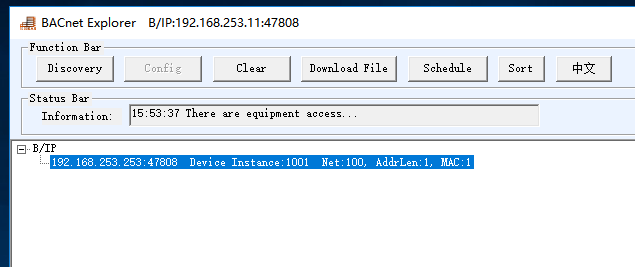 BACnet Explorer B/IP:192.168.253.11:47808
Function Bar
Discovery Config Clear Download File Schedule Sort 中文
Status Bar
Information: 15:53:37 There are equipment access...
B/IP
192.168.253.253:47808 Device Instance:1001 Net:100, AddrLen:1, MAC:1